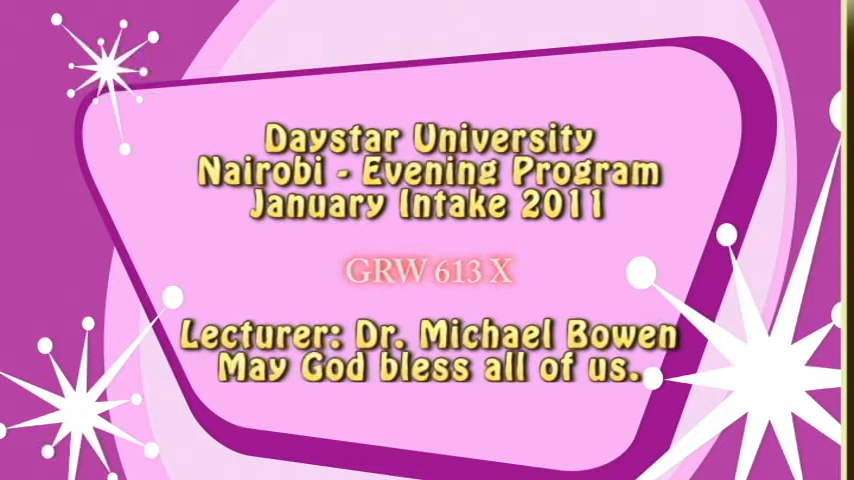 Daystar University
Nairobi - Evening Program
January Intake 2011
GRW 613 X
Lecturer: Dr. Michael Bowen
May God bless all of us.